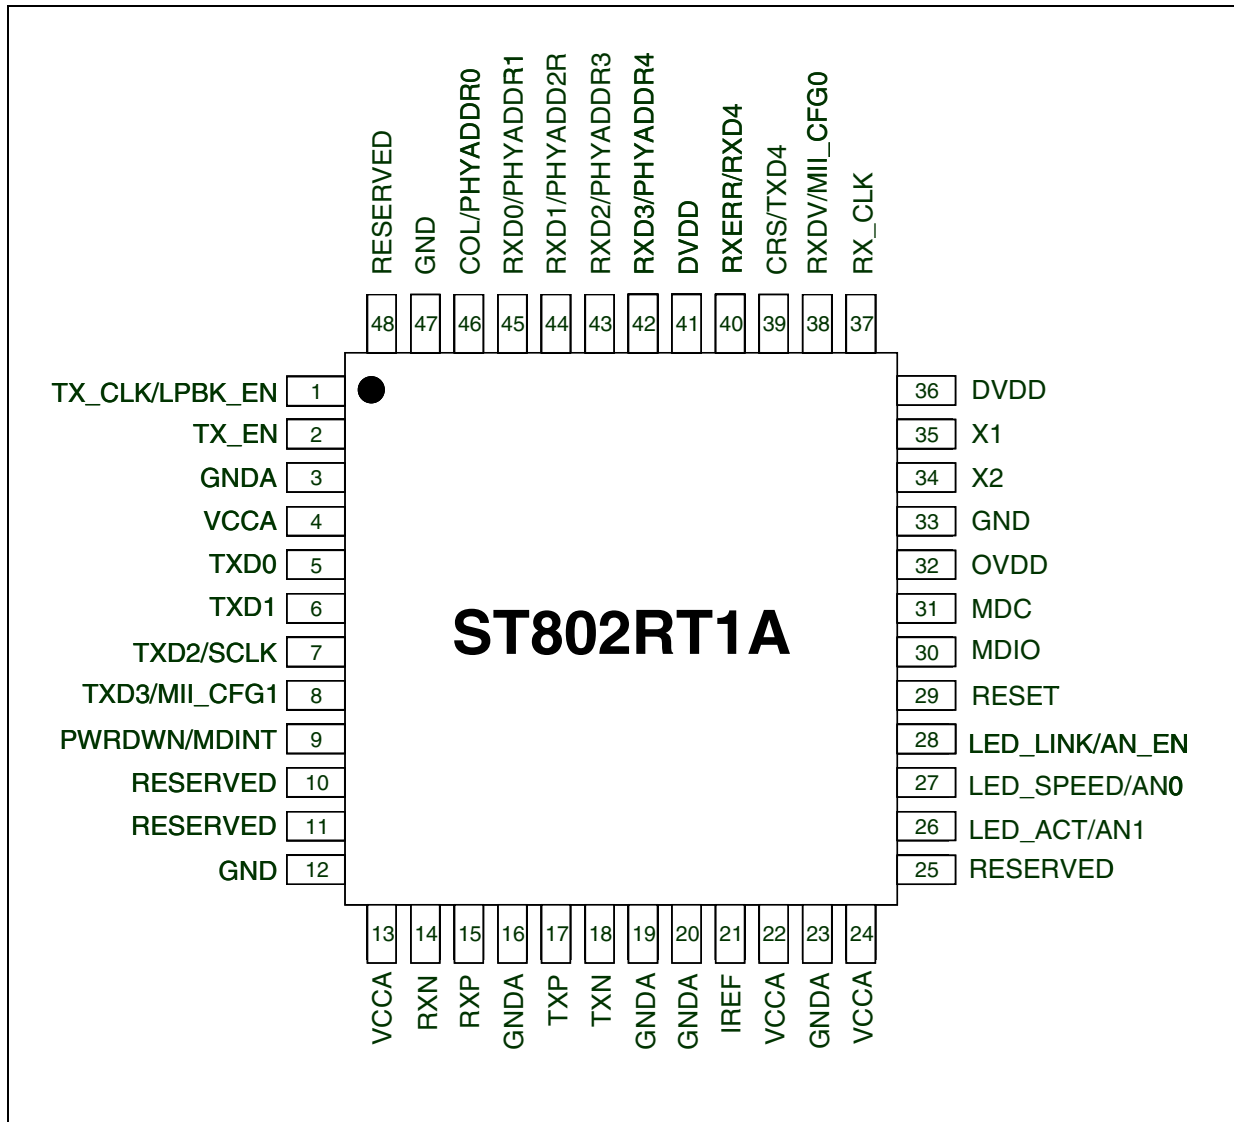 RESERVED
GND
COL/PHYADDR0
RXD0/PHYADDR1
RXD1/PHYADD2R
RXD2/PHYADDR3
RXD3/PHYADDR4
DVDD
RXERR/RXD4
CRS/TXD4
RXDV/MII_CFG0
RX_CLK
48 47 46 45 44 43 42 41 40 39 38 37
TX_CLK/LPBK_EN 1
TX_EN 2
GNDA 3
VCCA 4
TXD0 5
TXD1 6
TXD2/SCLK 7
TXD3/MII_CFG1 8
PWRDWN/MDINT 9
RESERVED 10
RESERVED 11
GND 12
ST802RT1A
36 DVDD
35 X1
34 X2
33 GND
32 OVDD
31 MDC
30 MDIO
29 RESET
28 LED_LINK/AN_EN
27 LED_SPEED/AN0
26 LED_ACT/AN1
25 RESERVED
13 14 15 16 17 18 19 20 21 22 23 24
VCCA
RXN
RXP
GNDA
TXP
TXN
GNDA
GNDA
IREF
VCCA
GNDA
VCCA